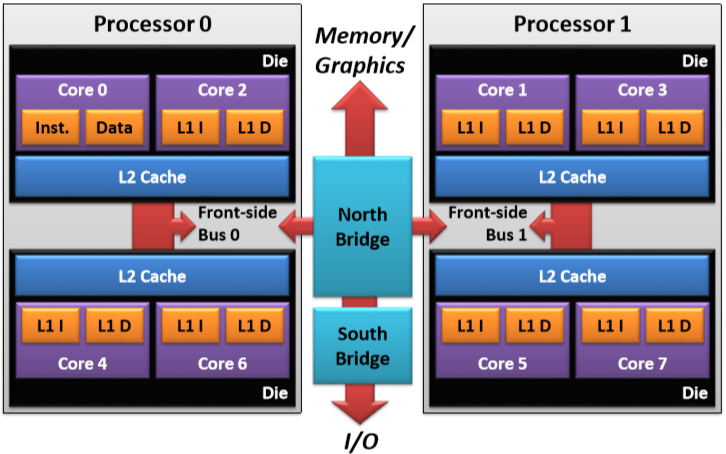 Processor 0
Die
Core 0
Core 2
Inst.
Data
L1 I
L1 D
L2 Cache
Front-side
Bus 0
L2 Cache
L1 I
L1 D
L1 I
L1 D
Core 4
Core 6
Die
Memory/
Graphics
North
Bridge
South
Bridge
I/O
Processor 1
Die
Core 1
Core 3
L1 I
L1 D
L1 I
L1 D
L2 Cache
Front-side
Bus 1
L2 Cache
L1 I
L1 D
L1 I
L1 D
Core 5
Core 7
Die